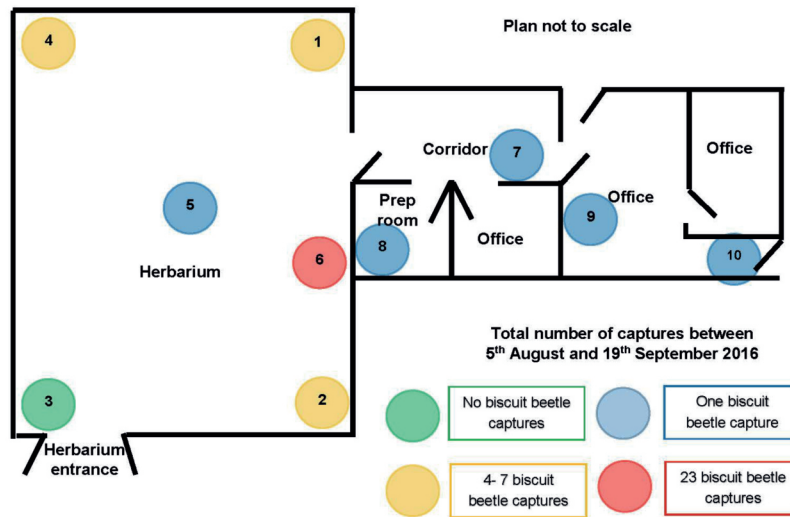 4
1
Plan not to scale
Corridor
7
Office
5
Prep
room
Office
9
8
Office
6
10
Herbarium
Total number of captures between
5th August and 19th September 2016
3
2
No biscuit beetle
captures
One biscuit
beetle capture
Herbarium
entrance
4- 7 biscuit
beetle captures
23 biscuit beetle
captures